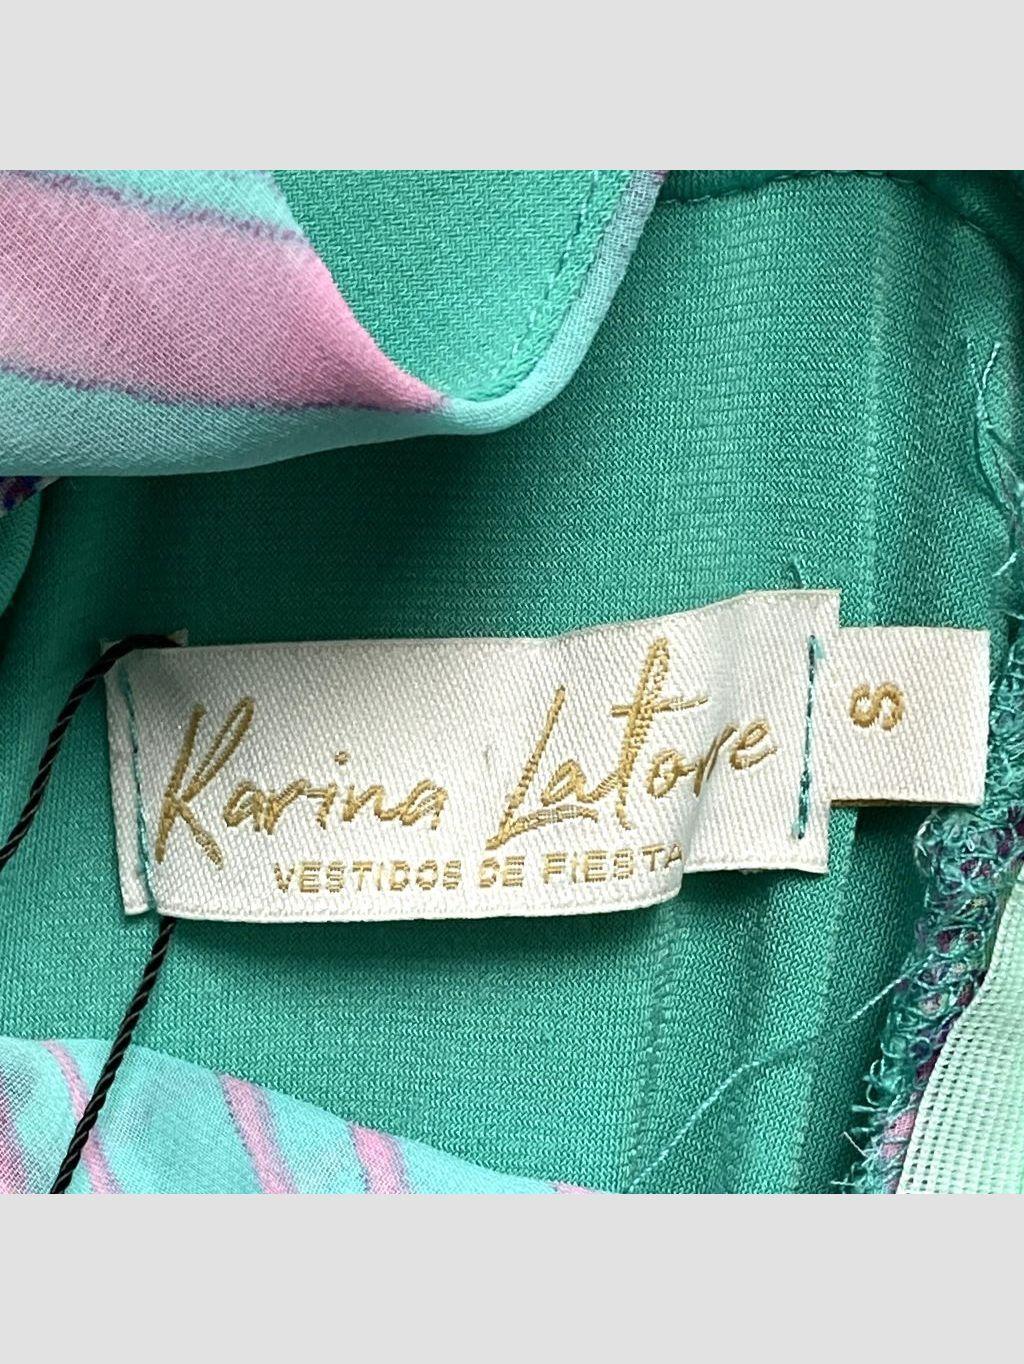 Karina Latorre
VESTIDOS DE FIESTA
S